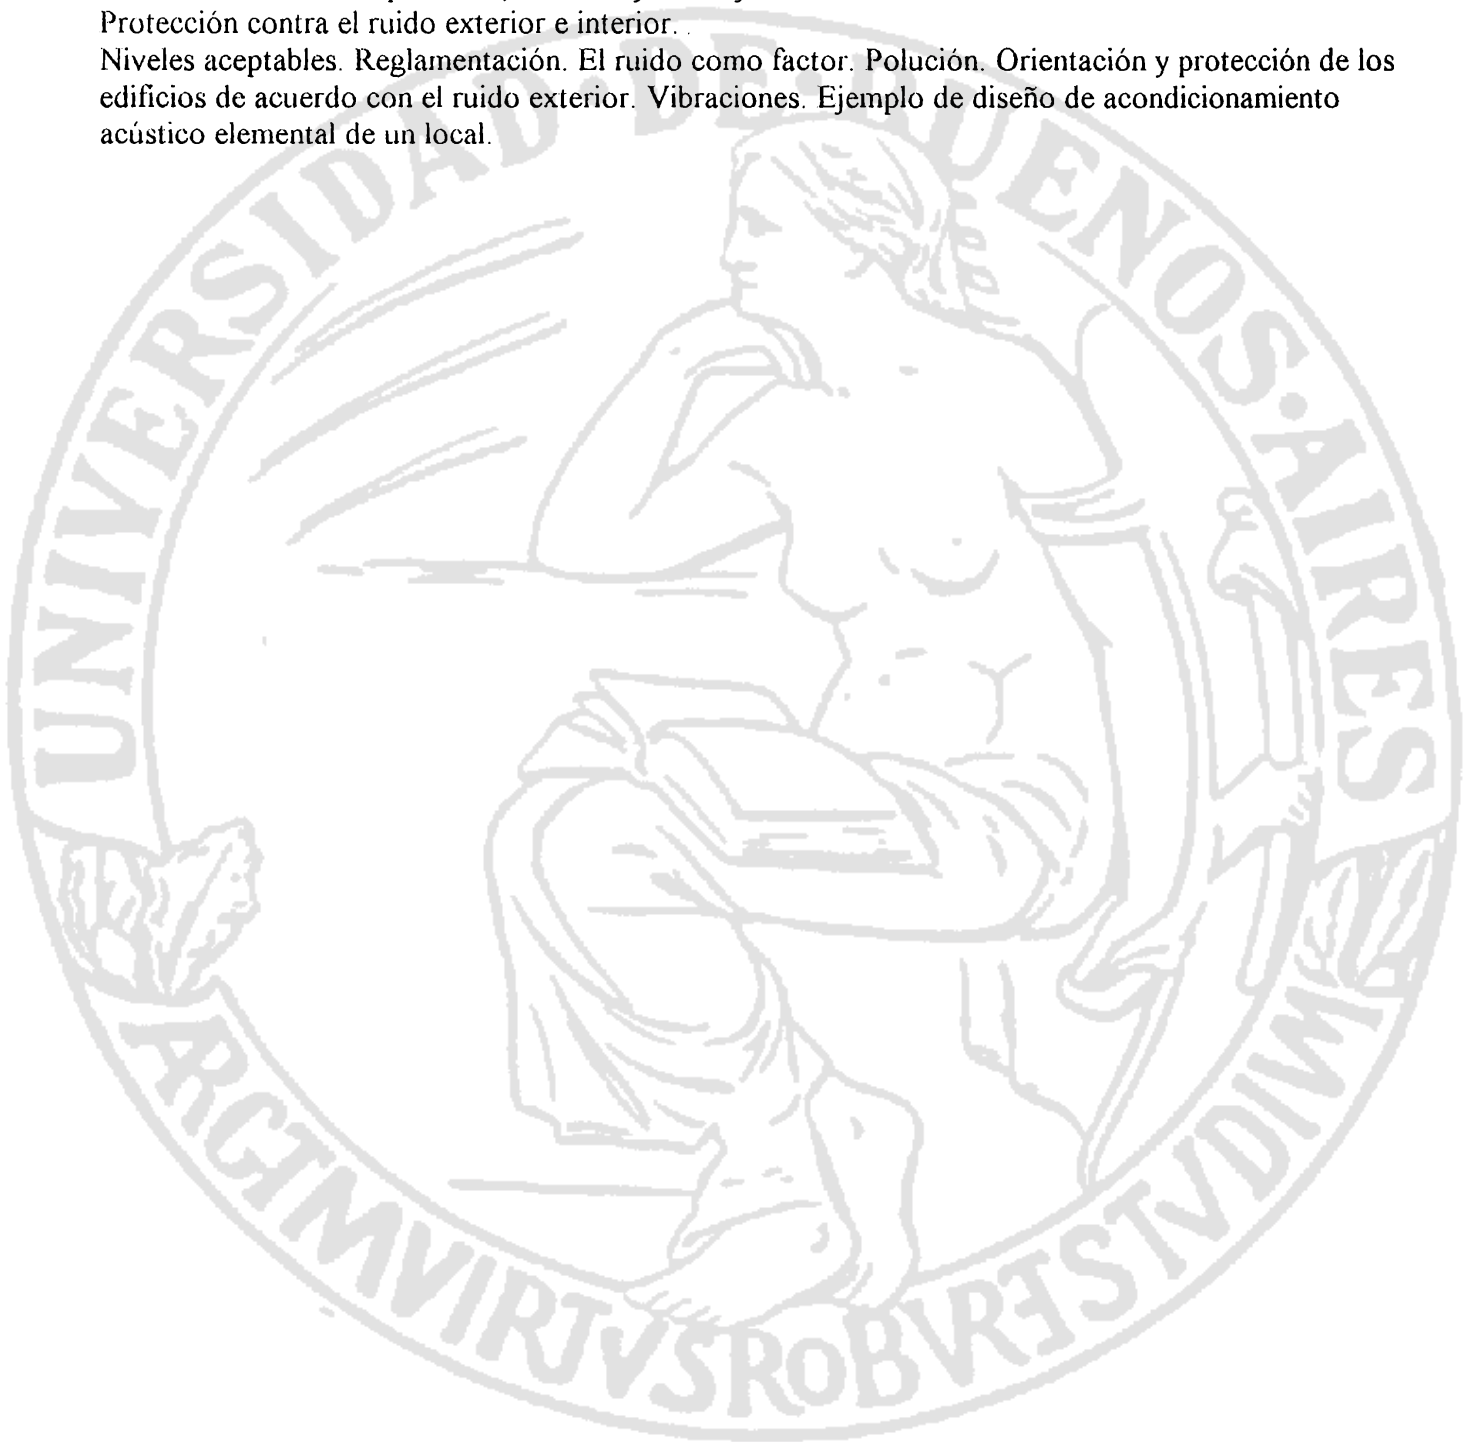 Protección contra el ruido exterior e interior.
Niveles aceptables. Reglamentación. El ruido como factor. Polución. Orientación y protección de los
edificios de acuerdo con el ruido exterior. Vibraciones. Ejemplo de diseño de acondicionamiento
acústico elemental de un local.
UNIVERSIDAD·DE·BUENOS·AIRES
ARGTMVIRTVSROBVRESTVDIVM